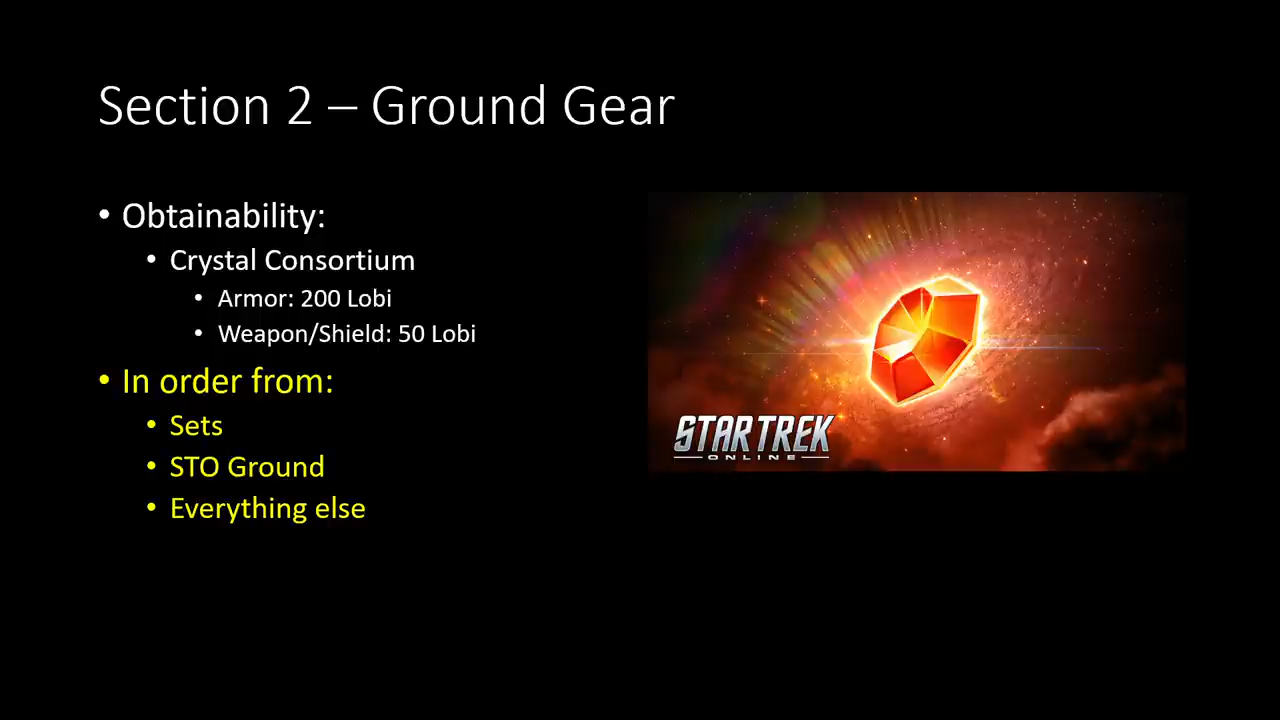 Section 2 – Ground Gear
• Obtainability:
• Crystal Consortium
• Armor: 200 Lobi
• Weapon/Shield: 50 Lobi
• In order from:
• Sets
• STO Ground
• Everything else
STAR TREK
ONLINE